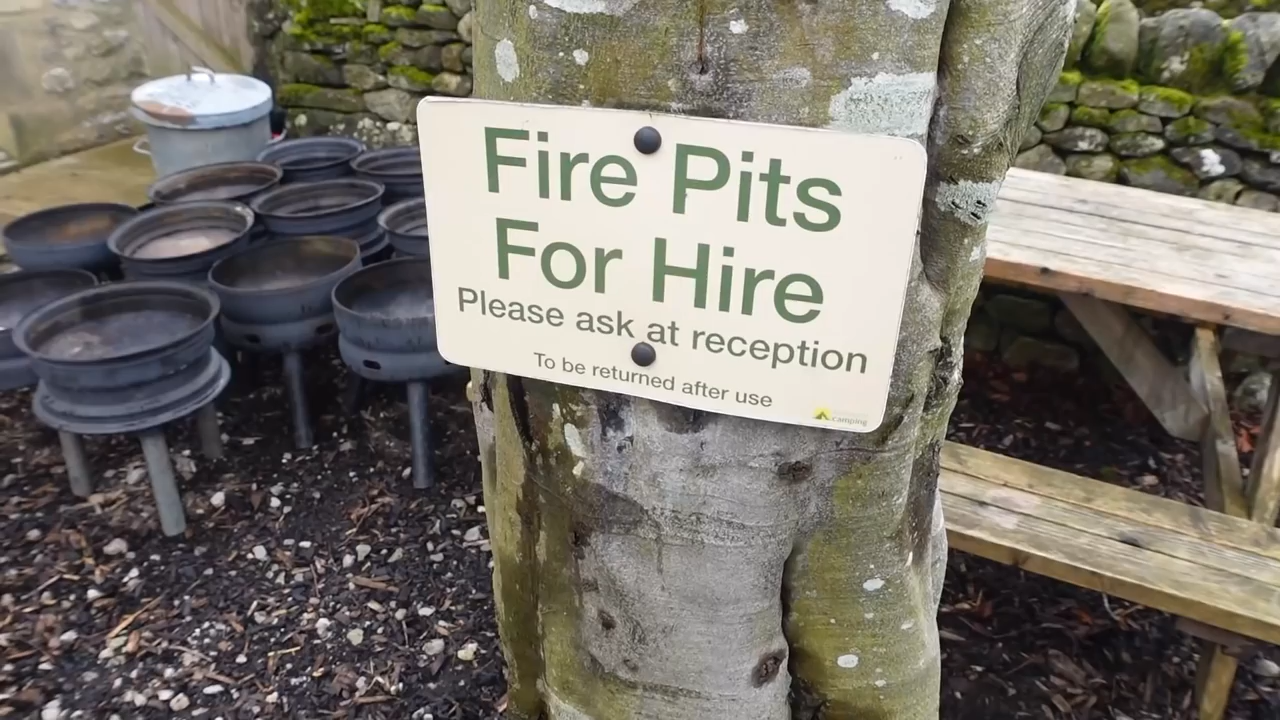 Fire Pits
For Hire
Please ask at reception
To be returned after use
camping